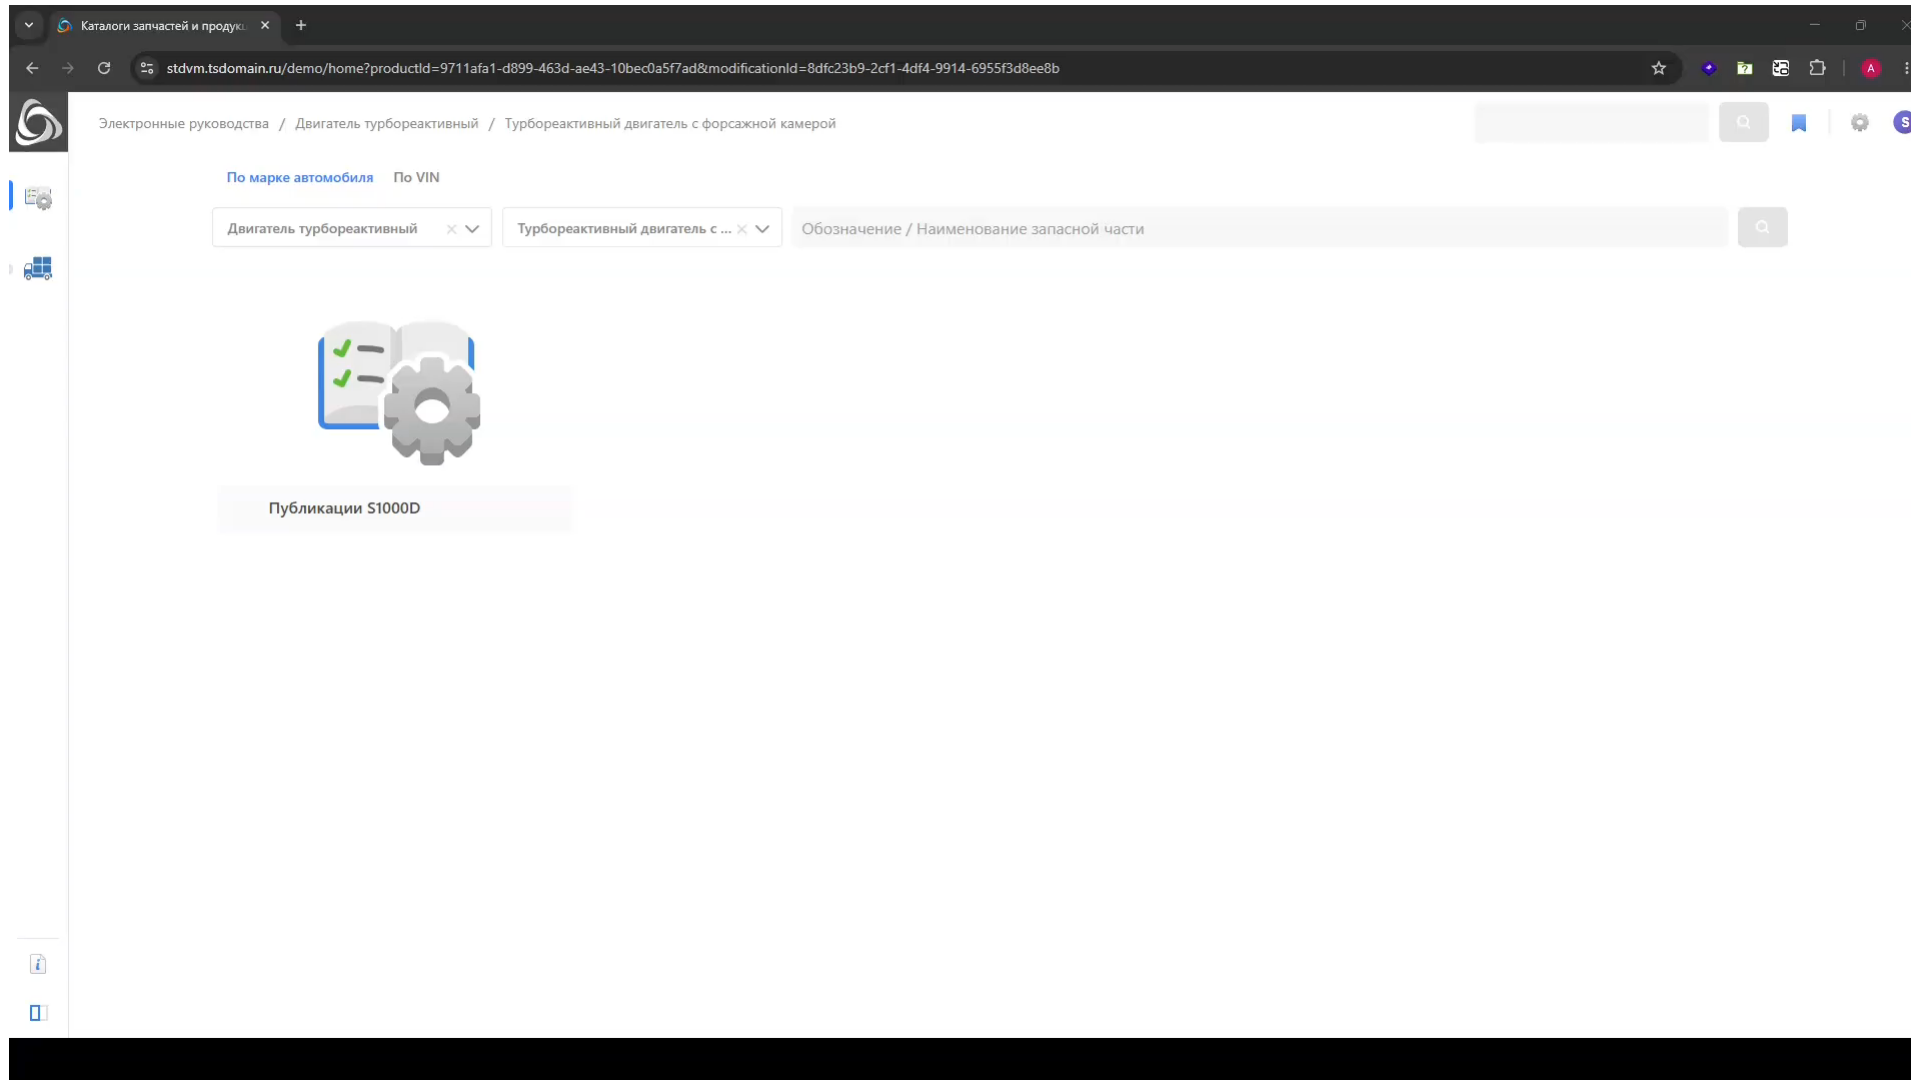 Каталоги запчастей и продукц
stdvm.tsdomain.ru/demo/home?productId=9711afa1-d899-463d-ae43-10bec0a5f7ad&modificationId=8dfc23b9-2cf1-4df4-9914-6955f3d8ee8b
A
Электронные руководства / Двигатель турбореактивный / Турбореактивный двигатель с форсажной камерой
S
По марке автомобиля По VIN
Двигатель турбореактивный
Турбореактивный двигатель с ...
Обозначение / Наименование запасной части
Публикации S1000D